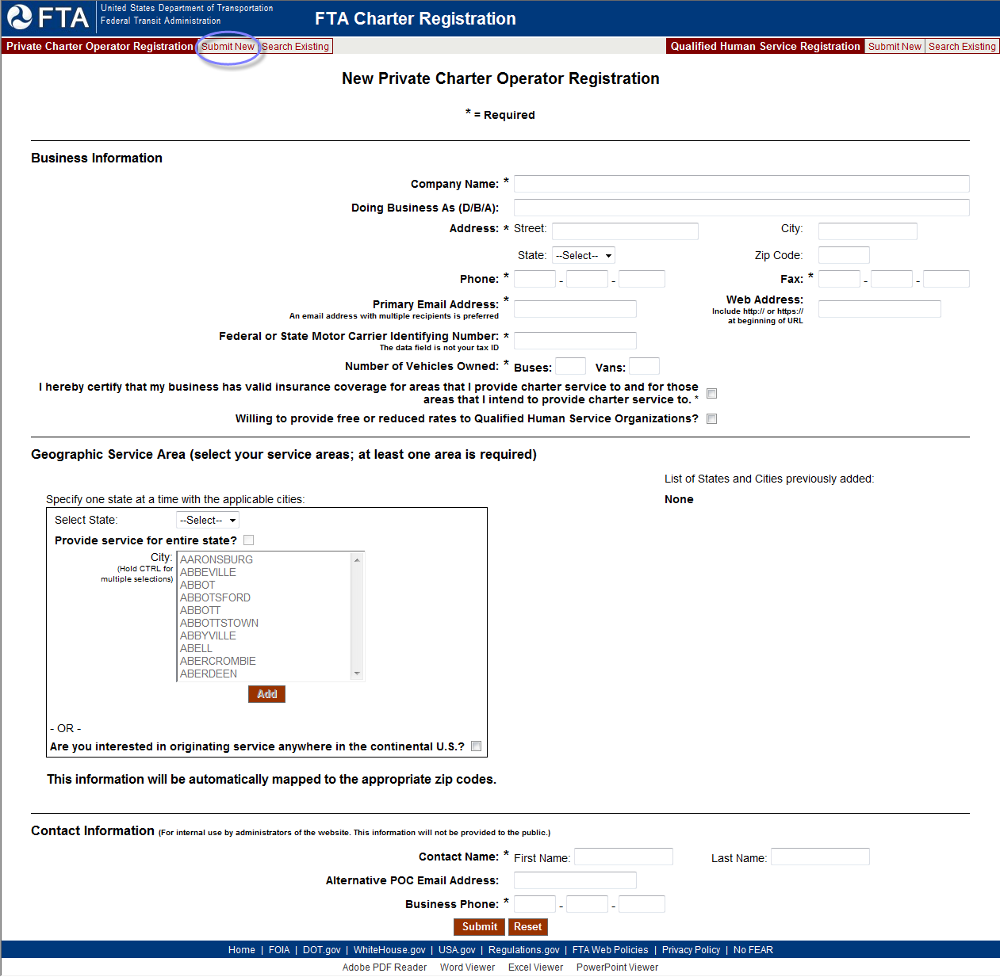 FTA
United States Department of Transportation
Federal Transit Administration
FTA Charter Registration
Private Charter Operator Registration Submit New Search Existing
Qualified Human Service Registration Submit New Search Existing
New Private Charter Operator Registration
* = Required
Business Information
Company Name: *
Doing Business As (D/B/A):
Address: * Street: City:
State: --Select-- Zip Code:
Phone: * - - Fax: * - -
Primary Email Address: *
An email address with multiple recipients is preferred
Web Address:
Include http:// or https://
at beginning of URL
Federal or State Motor Carrier Identifying Number: *
The data field is not your tax ID
Number of Vehicles Owned: * Buses: Vans:
I hereby certify that my business has valid insurance coverage for areas that I provide charter service to and for those
areas that I intend to provide charter service to. *
Willing to provide free or reduced rates to Qualified Human Service Organizations?
Geographic Service Area (select your service areas; at least one area is required)
List of States and Cities previously added:
None
Specify one state at a time with the applicable cities:
Select State: --Select--
Provide service for entire state?
City:
(Hold CTRL for
multiple selections)
AARONSBURG
ABBEVILLE
ABBOT
ABBOTSFORD
ABBOTT
ABBOTTSTOWN
ABBYVILLE
ABELL
ABERCROMBIE
ABERDEEN
Add
- OR -
Are you interested in originating service anywhere in the continental U.S.?
This information will be automatically mapped to the appropriate zip codes.
Contact Information (For internal use by administrators of the website. This information will not be provided to the public.)
Contact Name: * First Name: Last Name:
Alternative POC Email Address:
Business Phone: * - -
Submit Reset
Home | FOIA | DOT.gov | WhiteHouse.gov | USA.gov | Regulations.gov | FTA Web Policies | Privacy Policy | No FEAR
Adobe PDF Reader Word Viewer Excel Viewer PowerPoint Viewer